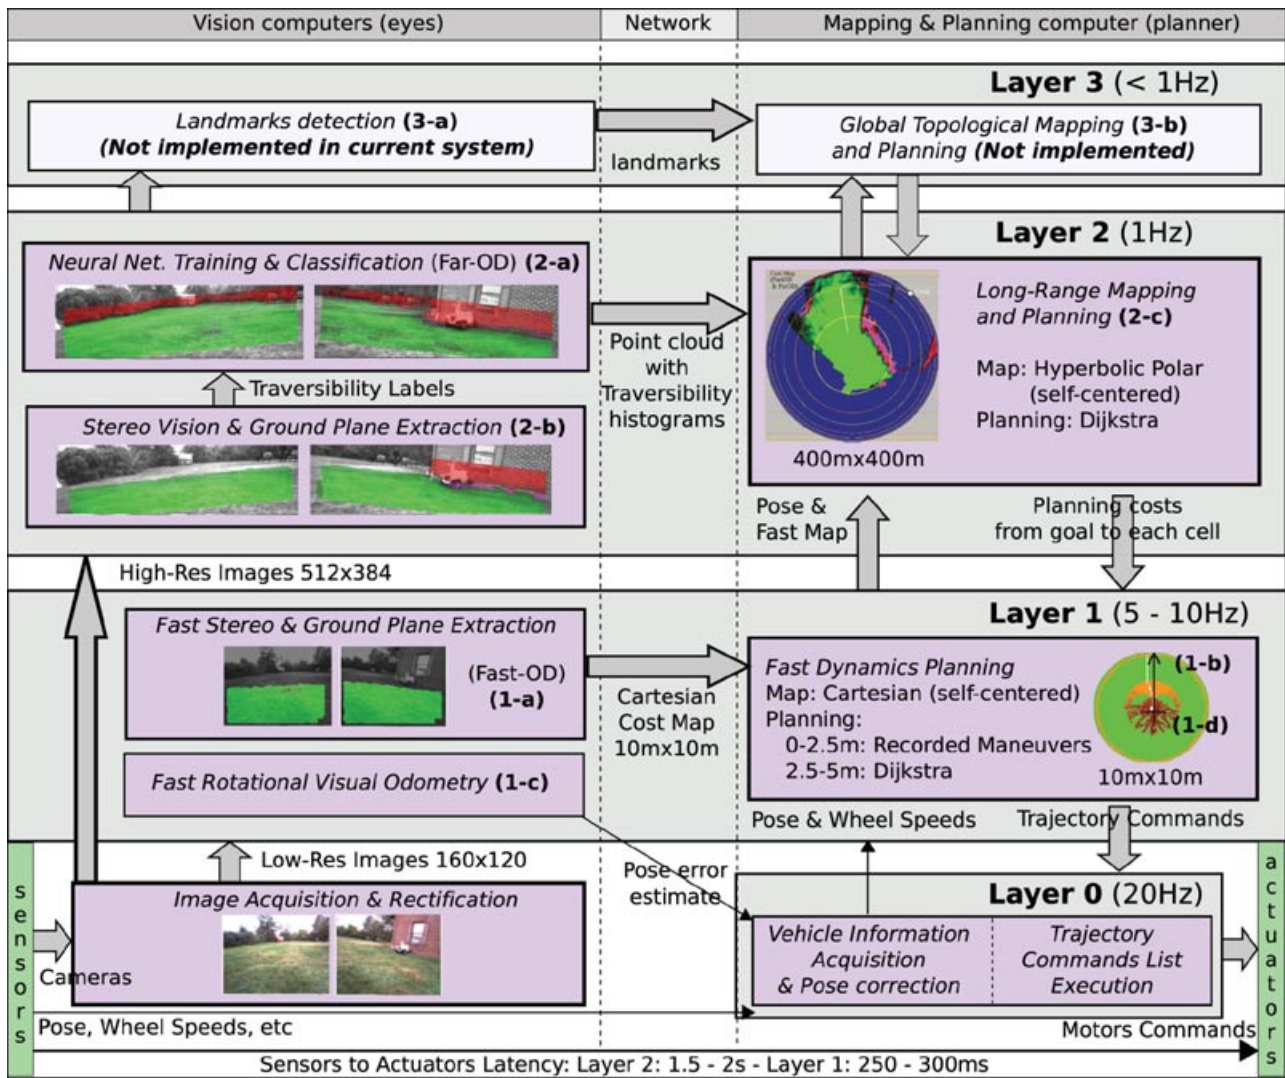 Vision computers (eyes)
Network
Mapping & Planning computer (planner)
Layer 3 (< 1Hz)
Landmarks detection (3-a)
(Not implemented in current system)
landmarks
Global Topological Mapping (3-b)
and Planning (Not implemented)
Layer 2 (1Hz)
Neural Net. Training & Classification (Far-OD) (2-a)
Traversibility Labels
Stereo Vision & Ground Plane Extraction (2-b)
Point cloud
with
Traversibility
histograms
Cost Map
Long-Range Mapping
and Planning (2-c)
Map: Hyperbolic Polar
(self-centered)
Planning: Dijkstra
400mx400m
Pose &
Fast Map
Planning costs
from goal to each cell
High-Res Images 512x384
Layer 1 (5 - 10Hz)
Fast Stereo & Ground Plane Extraction
(Fast-OD)
(1-a)
Fast Rotational Visual Odometry (1-c)
Cartesian
Cost Map
10mx10m
Fast Dynamics Planning
Map: Cartesian (self-centered)
Planning:
0-2.5m: Recorded Maneuvers
2.5-5m: Dijkstra
(1-b)
(1-d)
10mx10m
Pose & Wheel Speeds
Trajectory Commands
Low-Res Images 160x120
Pose error
estimate
Layer 0 (20Hz)
sensors
Cameras
Image Acquisition & Rectification
Vehicle Information
Acquisition
& Pose correction
Trajectory
Commands List
Execution
actuators
Pose, Wheel Speeds, etc
Motors Commands
Sensors to Actuators Latency: Layer 2: 1.5 - 2s - Layer 1: 250 - 300ms